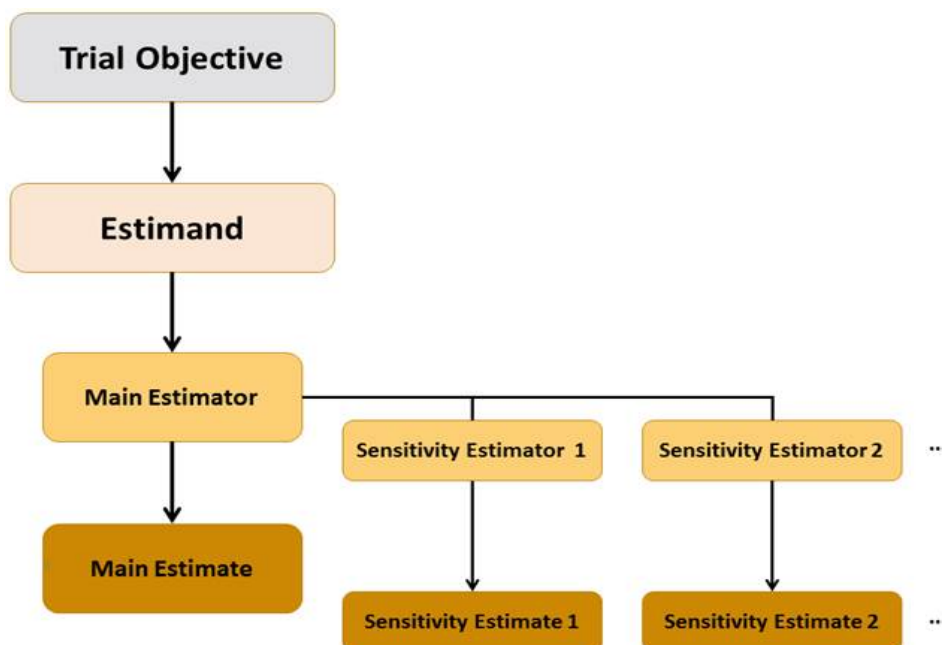 Trial Objective
Estimand
Main Estimator
Sensitivity Estimator 1
Sensitivity Estimator 2
...
Main Estimate
Sensitivity Estimate 1
Sensitivity Estimate 2
...